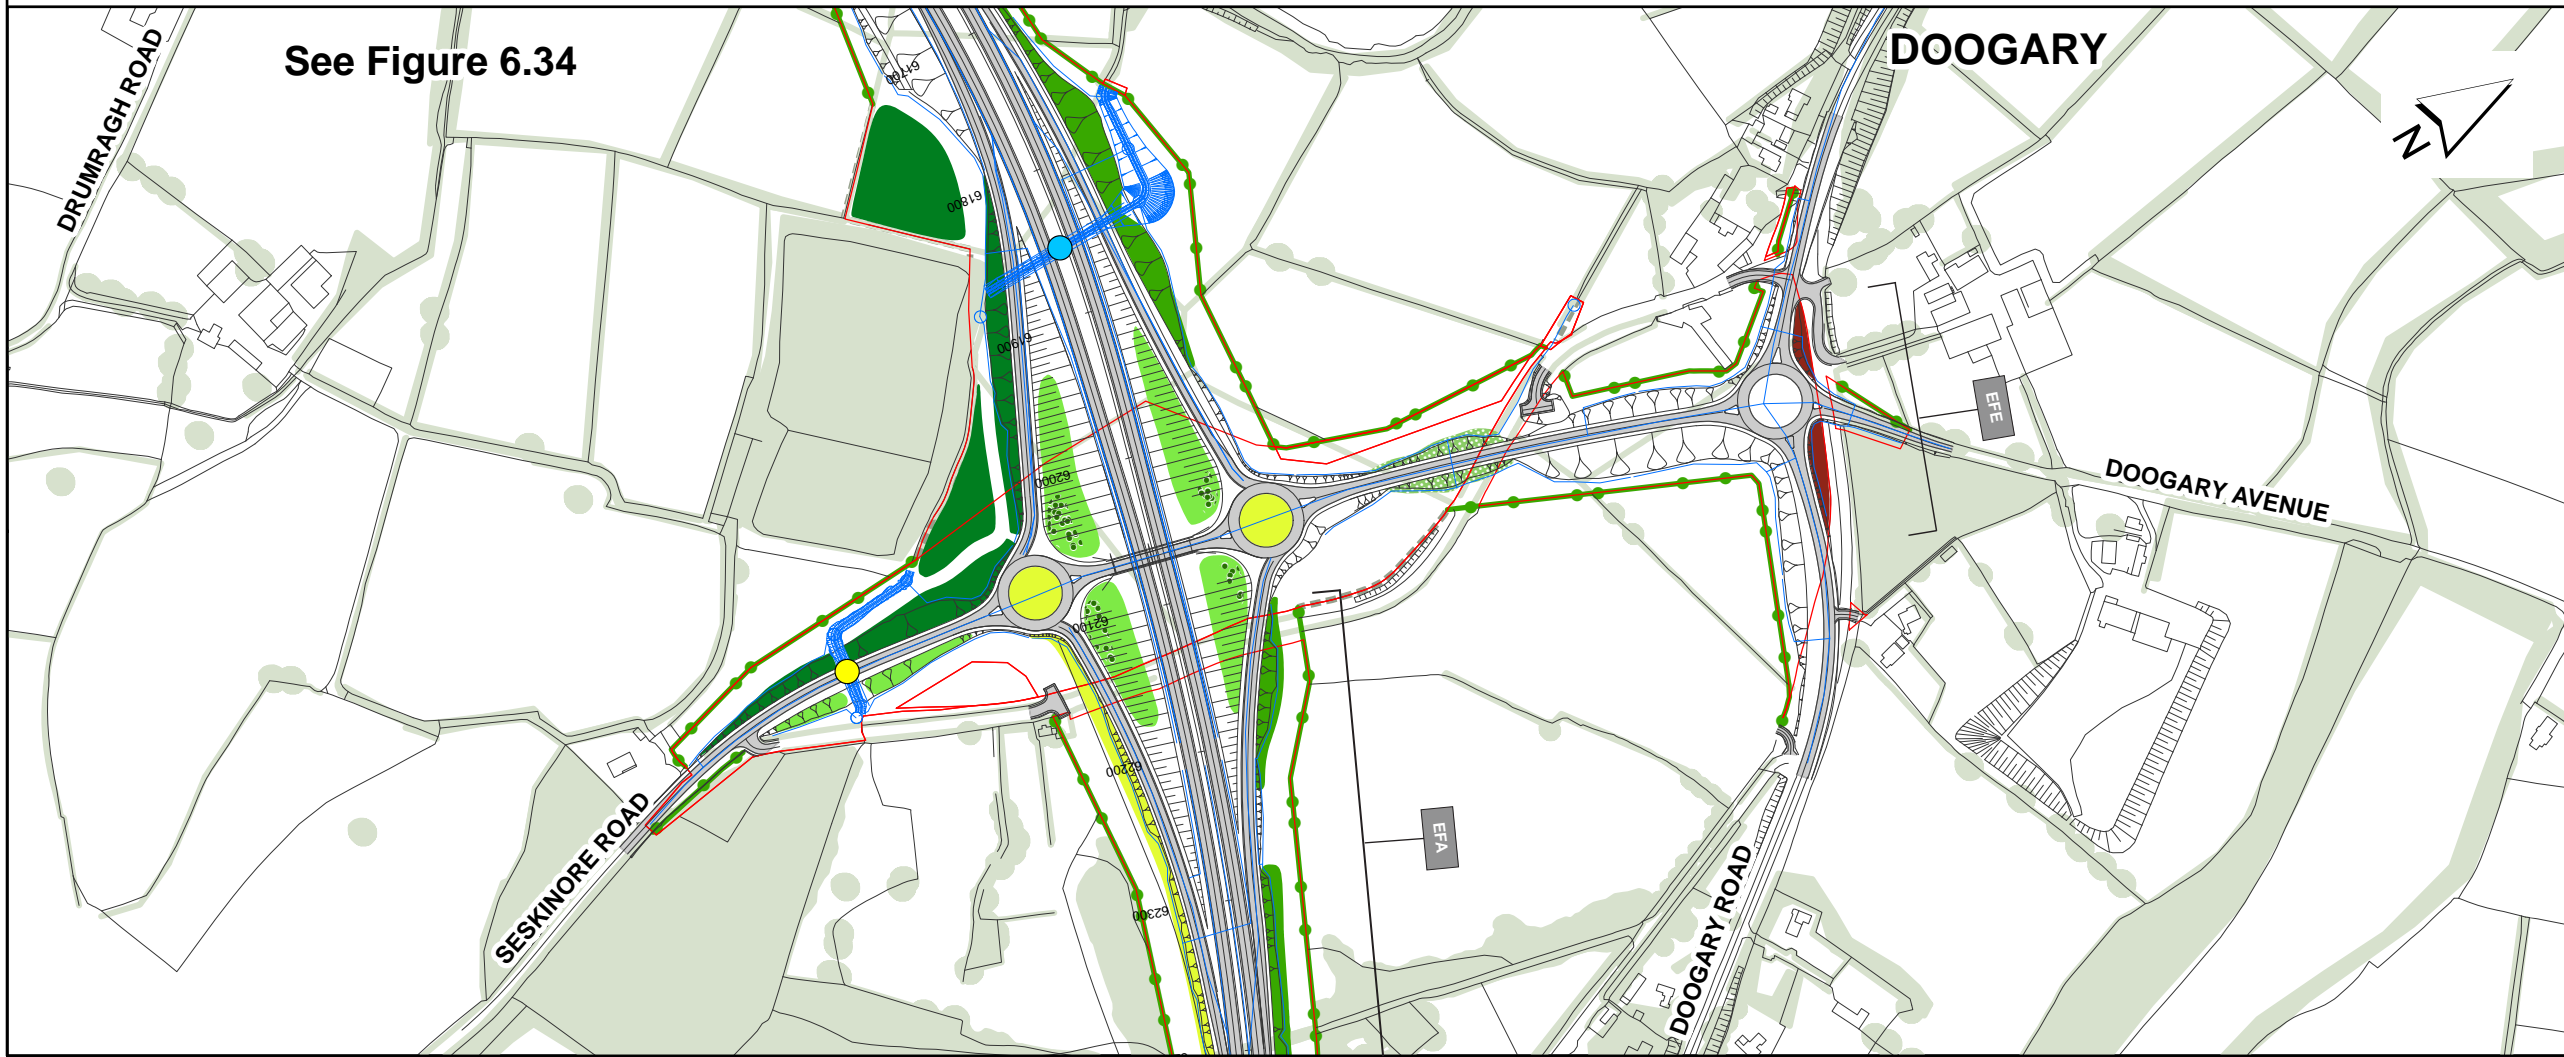 See Figure 6.34
DOOGARY
DRUMRAGH ROAD
N
61700
61800
61900
62000
62100
62200
62300
EFE
EFA
DOOGARY AVENUE
SESKINORE ROAD
DOOGARY ROAD